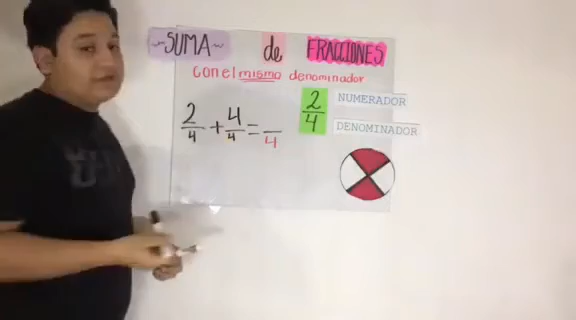 SUMA de FRACCIONES
con el mismo denominador
2/4 + 4/4 = /4
2/4
NUMERADOR
DENOMINADOR